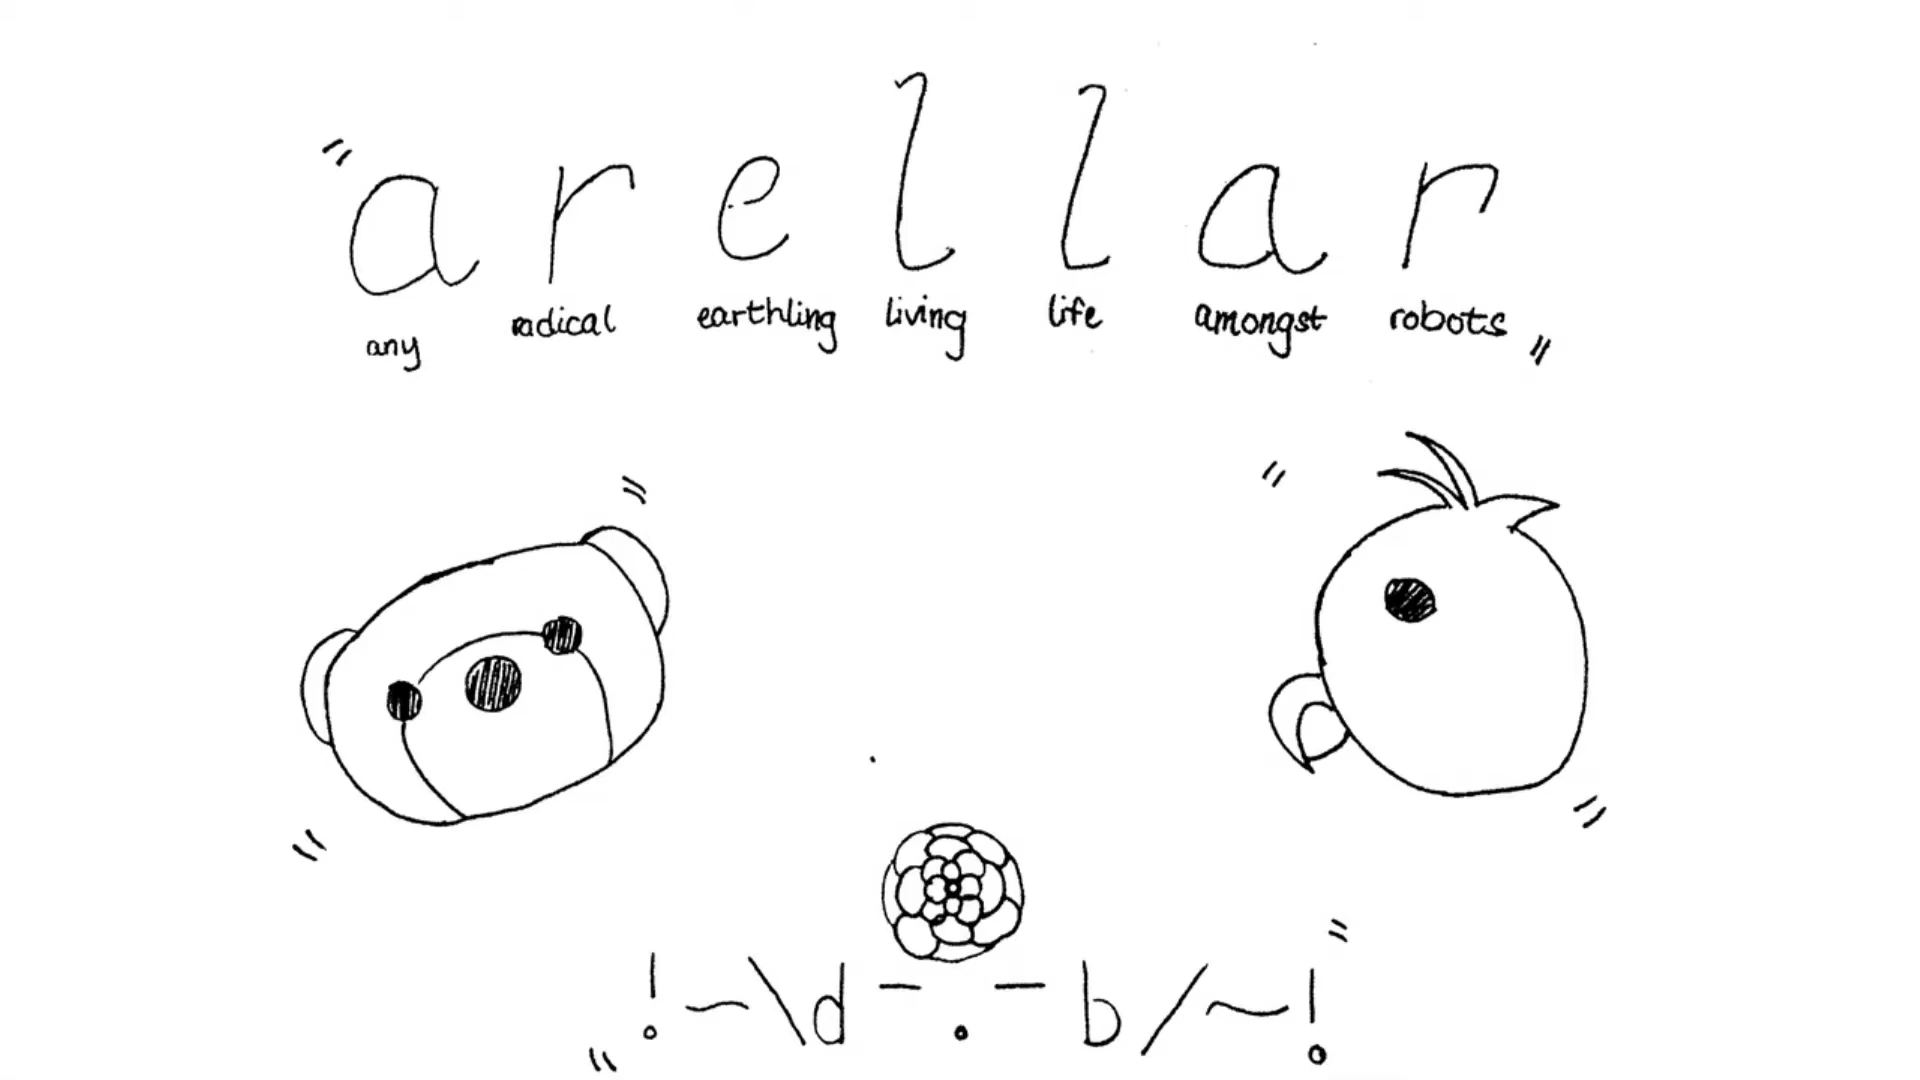 "arellar
any radical earthling living life amongst robots"
"!~\d-.-b/~!"